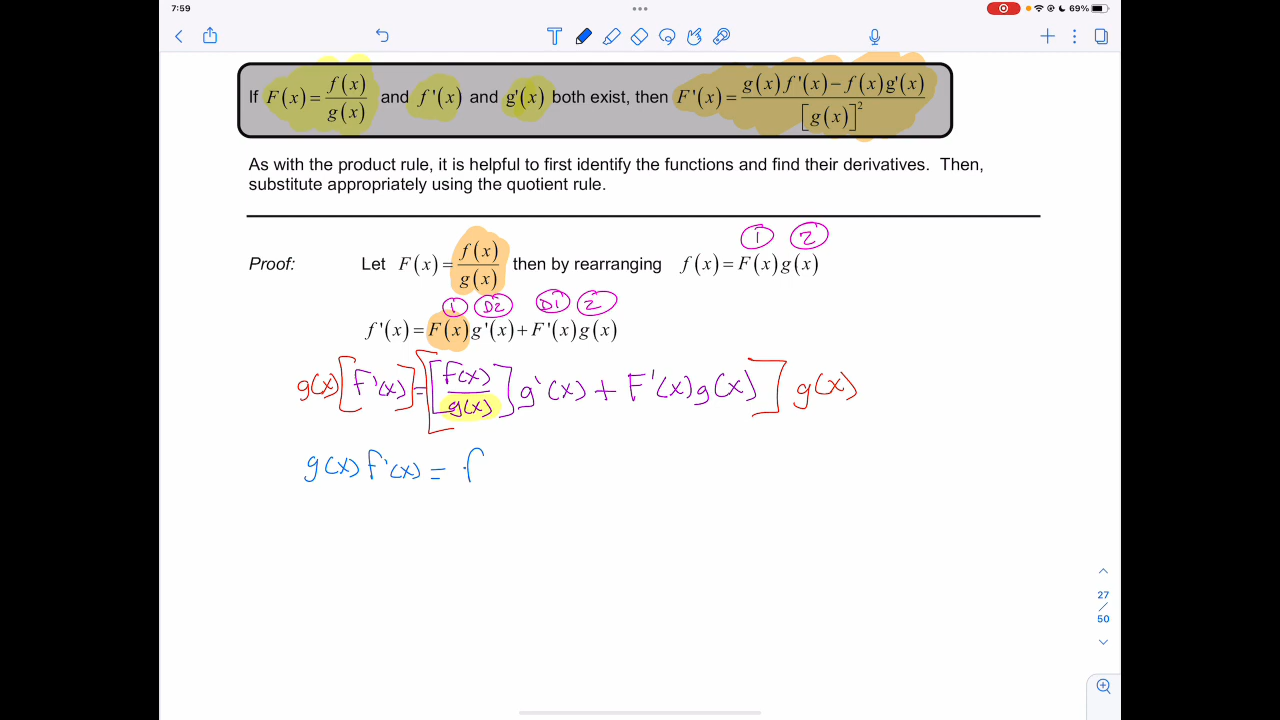 7:59 69%
If F(x) = f(x)/g(x) and f'(x) and g'(x) both exist, then F'(x) = (g(x)f'(x) − f(x)g'(x))/[g(x)]²
As with the product rule, it is helpful to first identify the functions and find their derivatives. Then,
substitute appropriately using the quotient rule.
1 2
Proof: Let F(x) = f(x)/g(x) then by rearranging f(x) = F(x)g(x)
1 D2 D1 2
f'(x) = F(x)g'(x) + F'(x)g(x)
g(x)[f'(x)] = [[f(x)/g(x)] g'(x) + F'(x)g(x)] g(x)
g(x) f'(x) = f
27
/
50